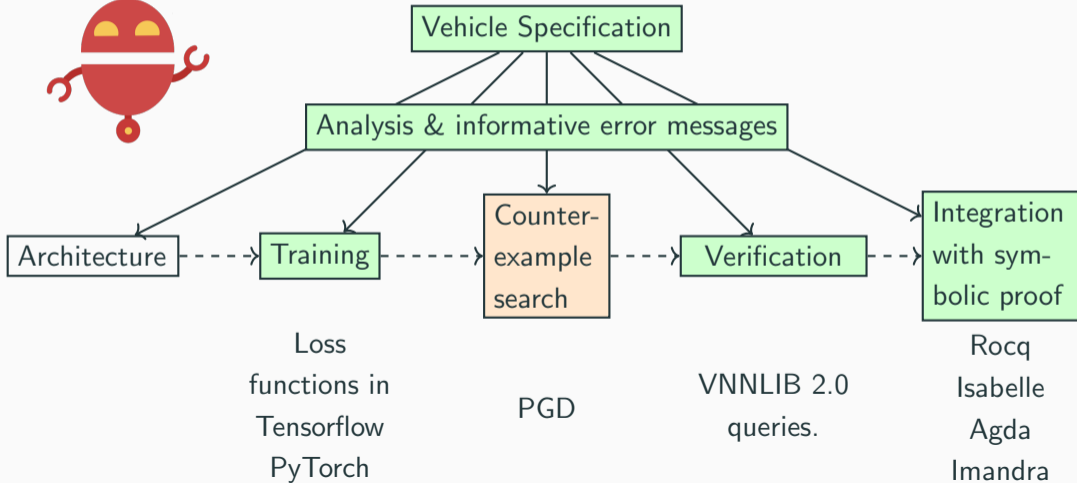 Vehicle Specification
Analysis & informative error messages
Architecture
Training
Counter-
example
search
Verification
Integration
with sym-
bolic proof
Loss
functions in
Tensorflow
PyTorch
PGD
VNNLIB 2.0
queries.
Rocq
Isabelle
Agda
Imandra